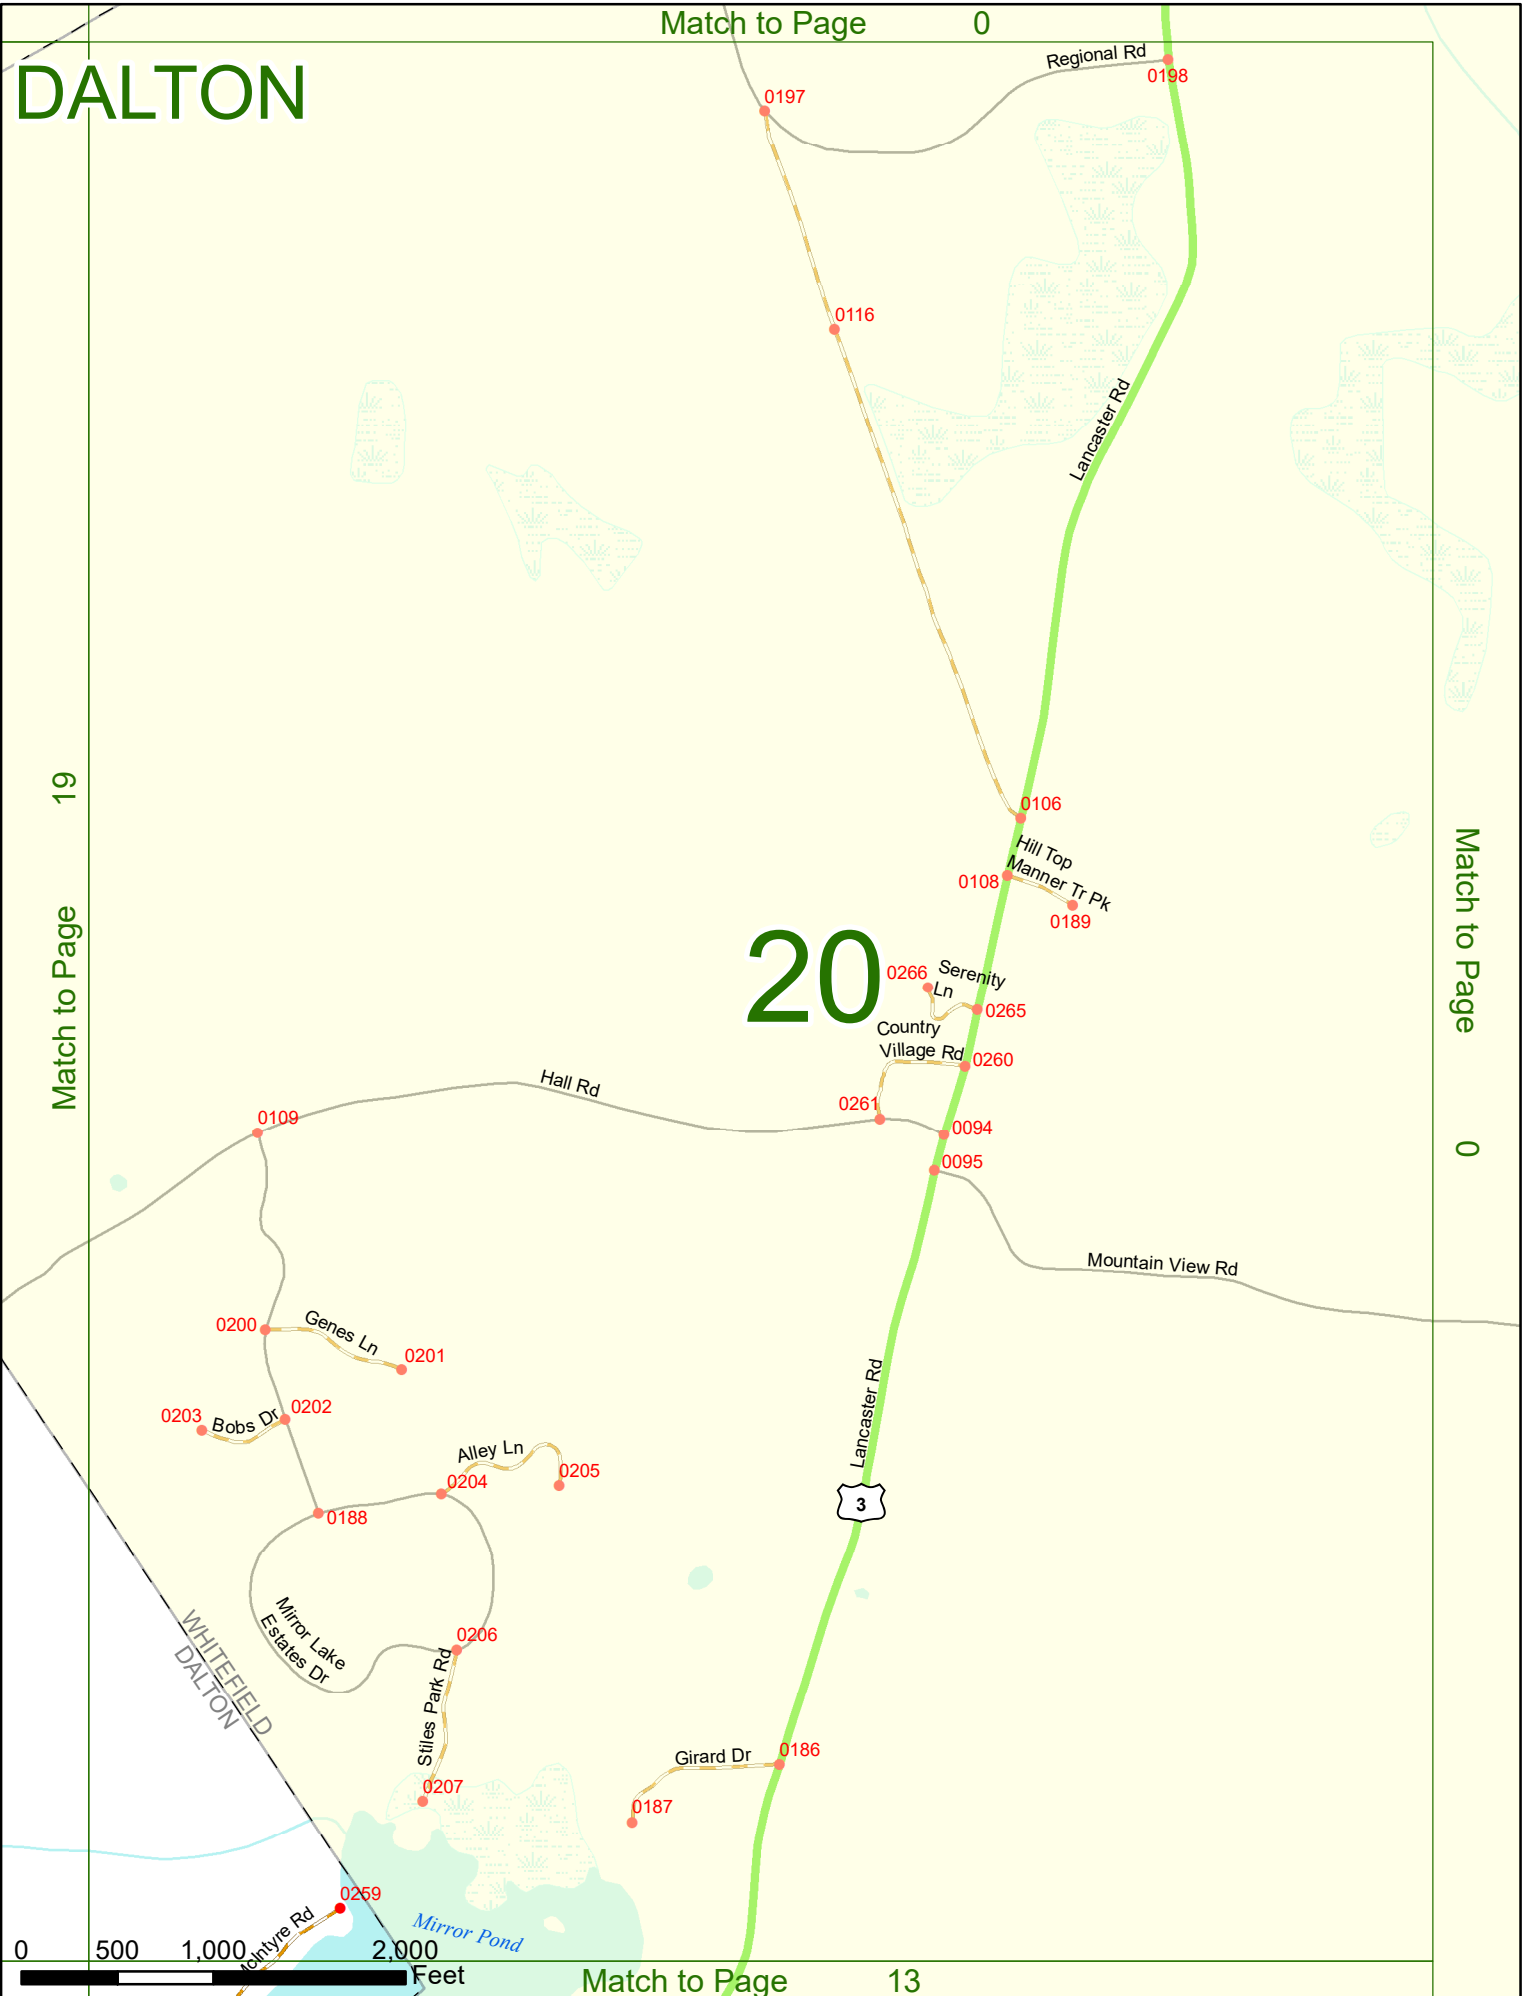 Match to Page 0
DALTON
Regional Rd
0198
0197
0116
Lancaster Rd
19
Match to Page
0106
Hill Top
Manner Tr Pk
0108
0189
Match to Page
0
20
0266
Serenity
Ln
0265
Country
Village Rd
0260
Hall Rd
0261
0109
0094
0095
Mountain View Rd
0200
Genes Ln
0201
0203
Bobs Dr
0202
Lancaster Rd
Alley Ln
0204
0205
3
0188
Mirror Lake
Estates Dr
WHITEFIELD
DALTON
0206
Stiles Park Rd
0207
Girard Dr
0186
0187
0259
McIntyre Rd
Mirror Pond
0 500 1,000 2,000
Feet
Match to Page 13